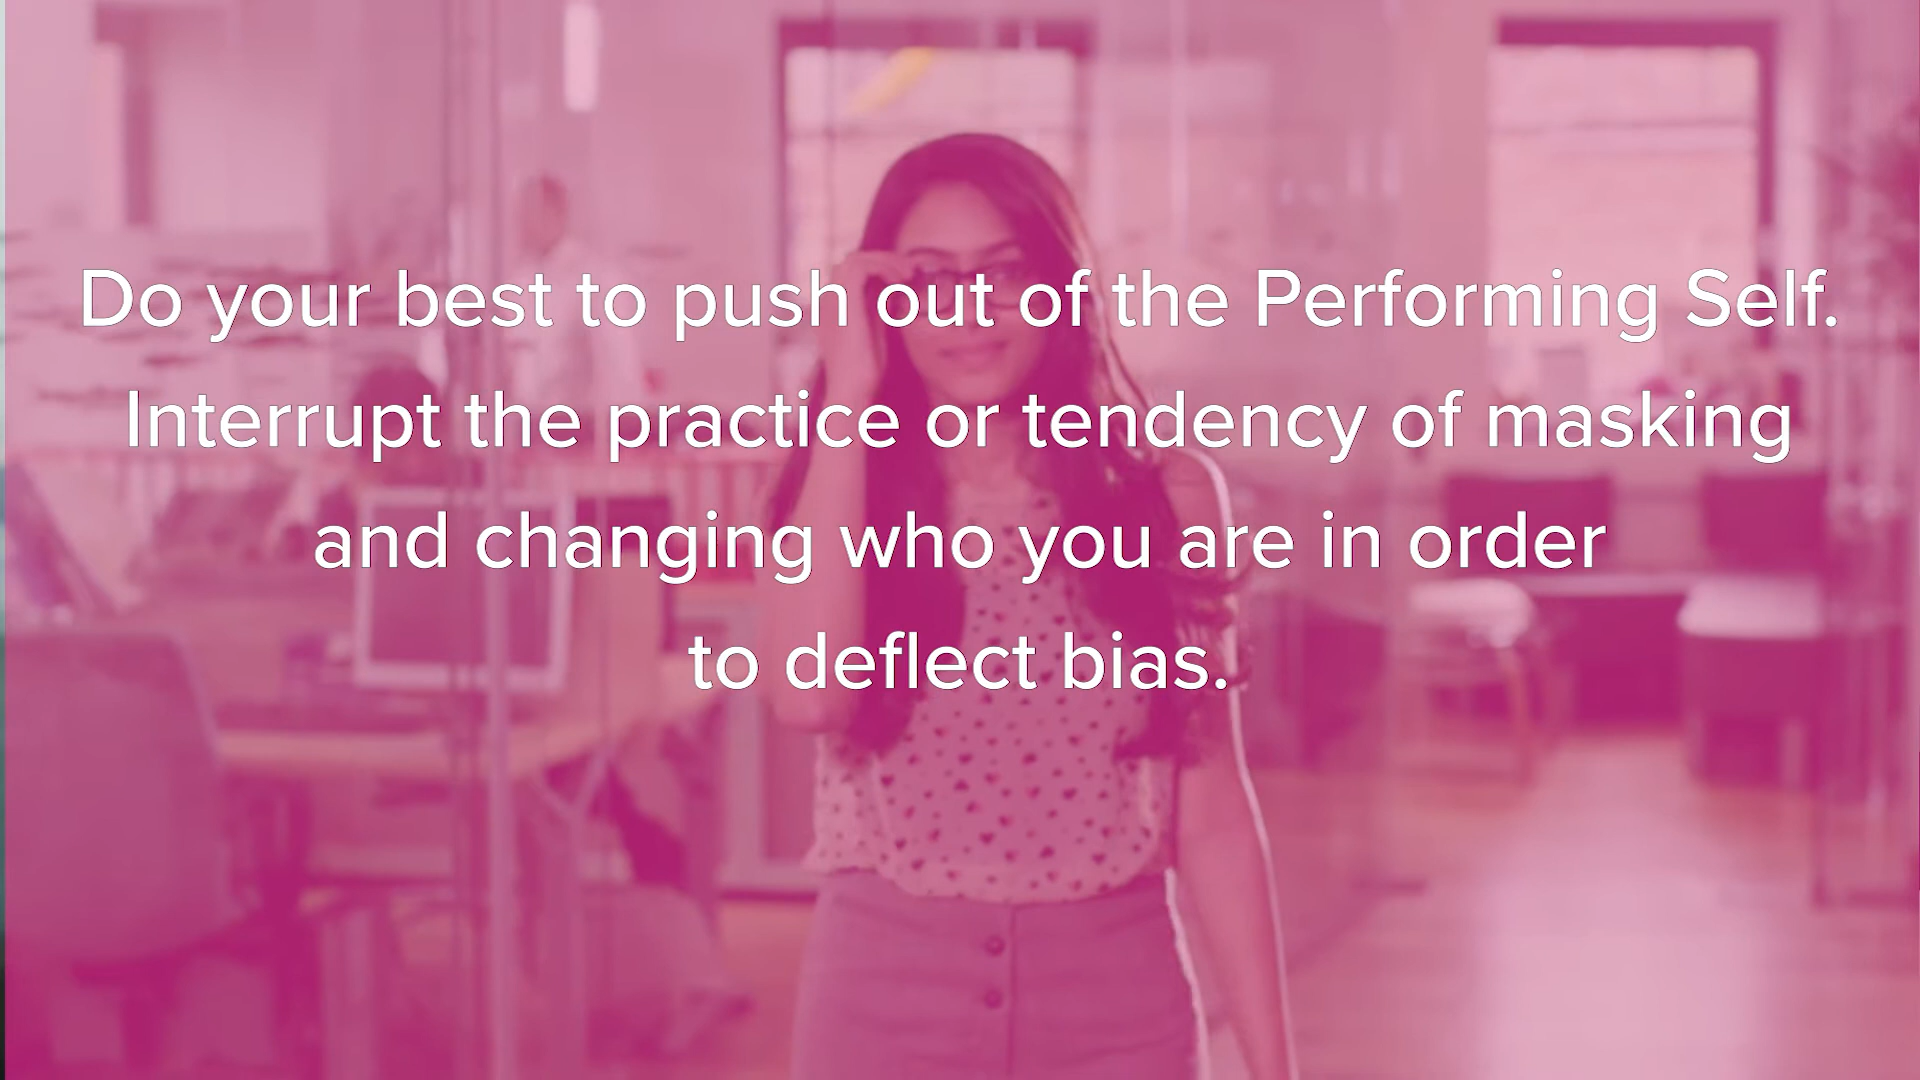 Do your best to push out of the Performing Self.
Interrupt the practice or tendency of masking
and changing who you are in order
to deflect bias.